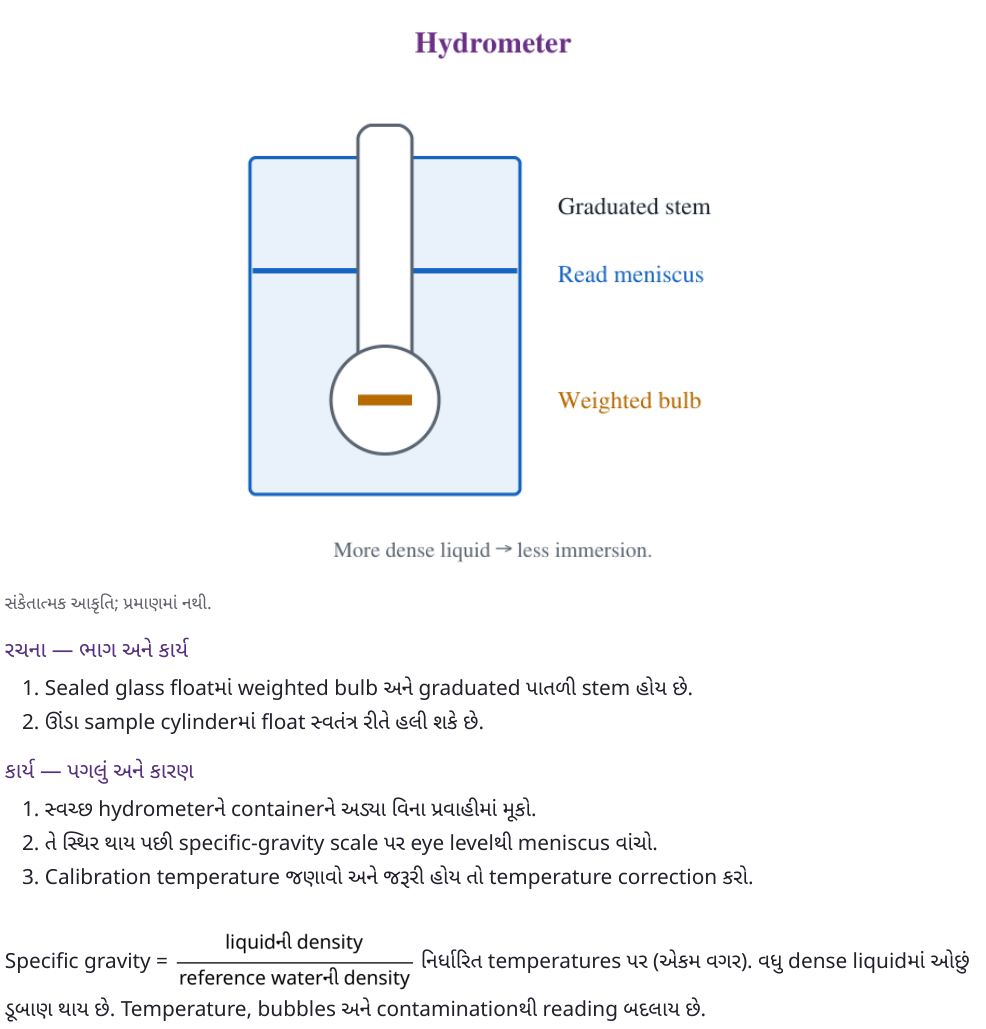 Hydrometer
Graduated stem
Read meniscus
Weighted bulb
More dense liquid → less immersion.
સંકેતાત્મક આકૃતિ; પ્રમાણમાં નથી.
રચના — ભાગ અને કાર્ય
1. Sealed glass floatમાં weighted bulb અને graduated પાતળી stem હોય છે.
2. ઊંડા sample cylinderમાં float સ્વતંત્ર રીતે હલી શકે છે.
કાર્ય — પગલું અને કારણ
1. સ્વચ્છ hydrometerને containerને અડ્યા વિના પ્રવાહીમાં મૂકો.
2. તે સ્થિર થાય પછી specific-gravity scale પર eye levelથી meniscus વાંચો.
3. Calibration temperature જણાવો અને જરૂરી હોય તો temperature correction કરો.
Specific gravity = liquidની density / reference waterની density નિર્ધારિત temperatures પર (એકમ વગર). વધુ dense liquidમાં ઓછું
ડૂબાણ થાય છે. Temperature, bubbles અને contaminationથી reading બદલાય છે.